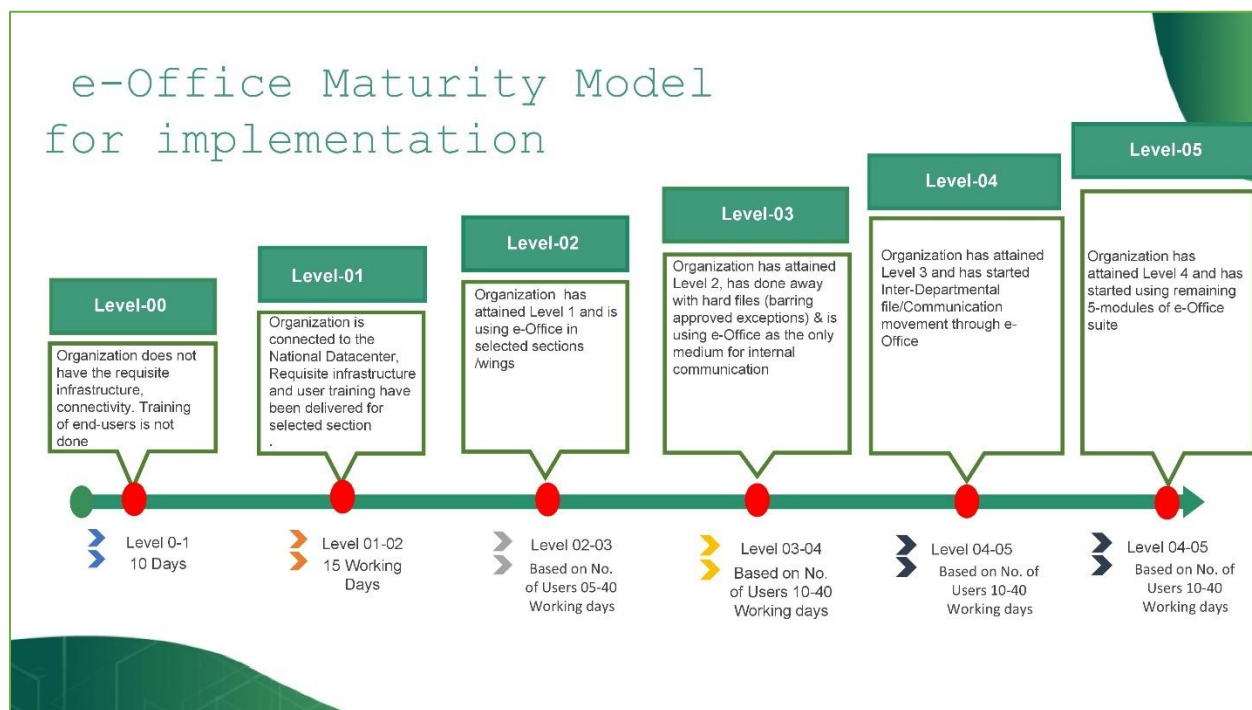 e-Office Maturity Model
for implementation
Level-00
Organization does not
have the requisite
infrastructure,
connectivity. Training
of end-users is not
done
Level-01
Organization is
connected to the
National Datacenter,
Requisite infrastructure
and user training have
been delivered for
selected section
.
Level-02
Organization has
attained Level 1 and is
using e-Office in
selected sections
/wings
Level-03
Organization has attained
Level 2, has done away
with hard files (barring
approved exceptions) & is
using e-Office as the only
medium for internal
communication
Level-04
Organization has attained
Level 3 and has started
Inter-Departmental
file/Communication
movement through e-
Office
Level-05
Organization has
attained Level 4 and has
started using remaining
5-modules of e-Office
suite
Level 0-1
10 Days
Level 01-02
15 Working
Days
Level 02-03
Based on No.
of Users 05-40
Working days
Level 03-04
Based on No.
of Users 10-40
Working days
Level 04-05
Based on No. of
Users 10-40
Working days
Level 04-05
Based on No. of
Users 10-40
Working days